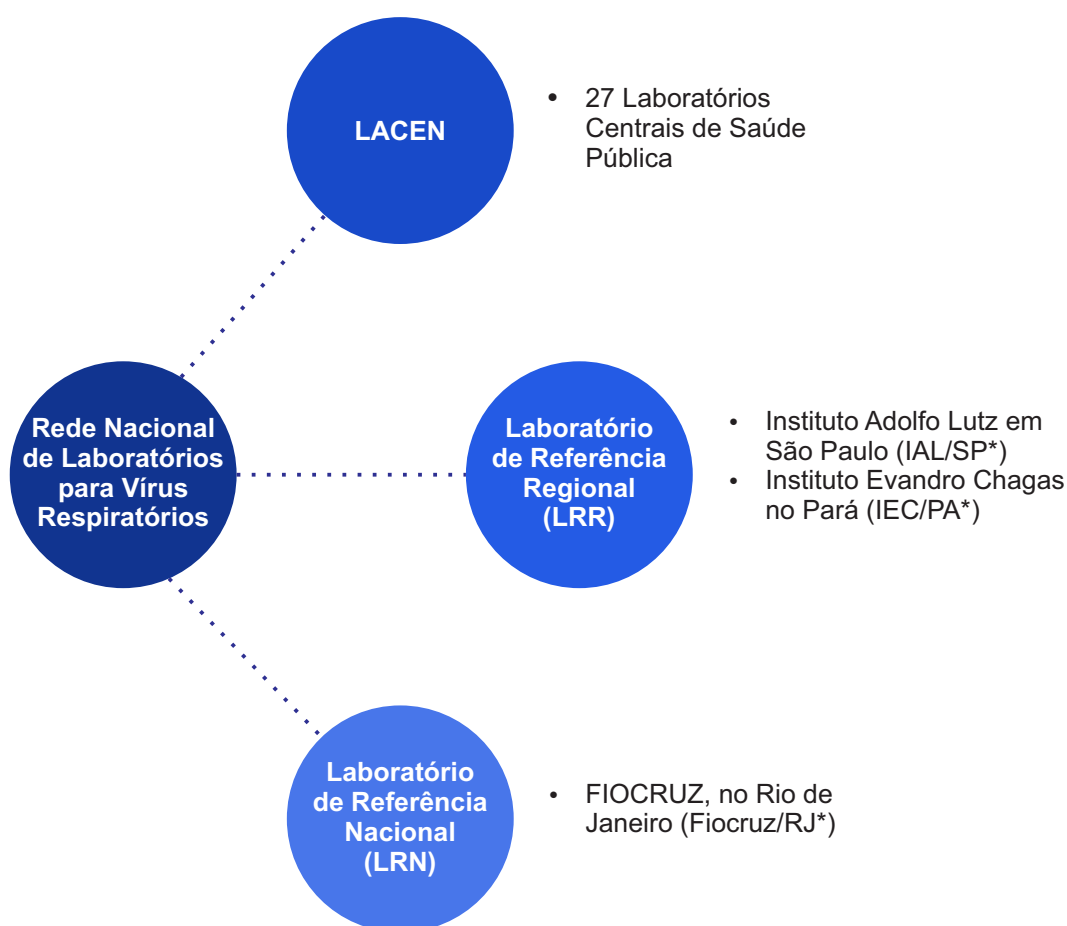 LACEN
• 27 Laboratórios
Centrais de Saúde
Pública
Rede Nacional
de Laboratórios
para Vírus
Respiratórios
Laboratório
de Referência
Regional
(LRR)
• Instituto Adolfo Lutz em
São Paulo (IAL/SP*)
• Instituto Evandro Chagas
no Pará (IEC/PA*)
Laboratório
de Referência
Nacional
(LRN)
• FIOCRUZ, no Rio de
Janeiro (Fiocruz/RJ*)